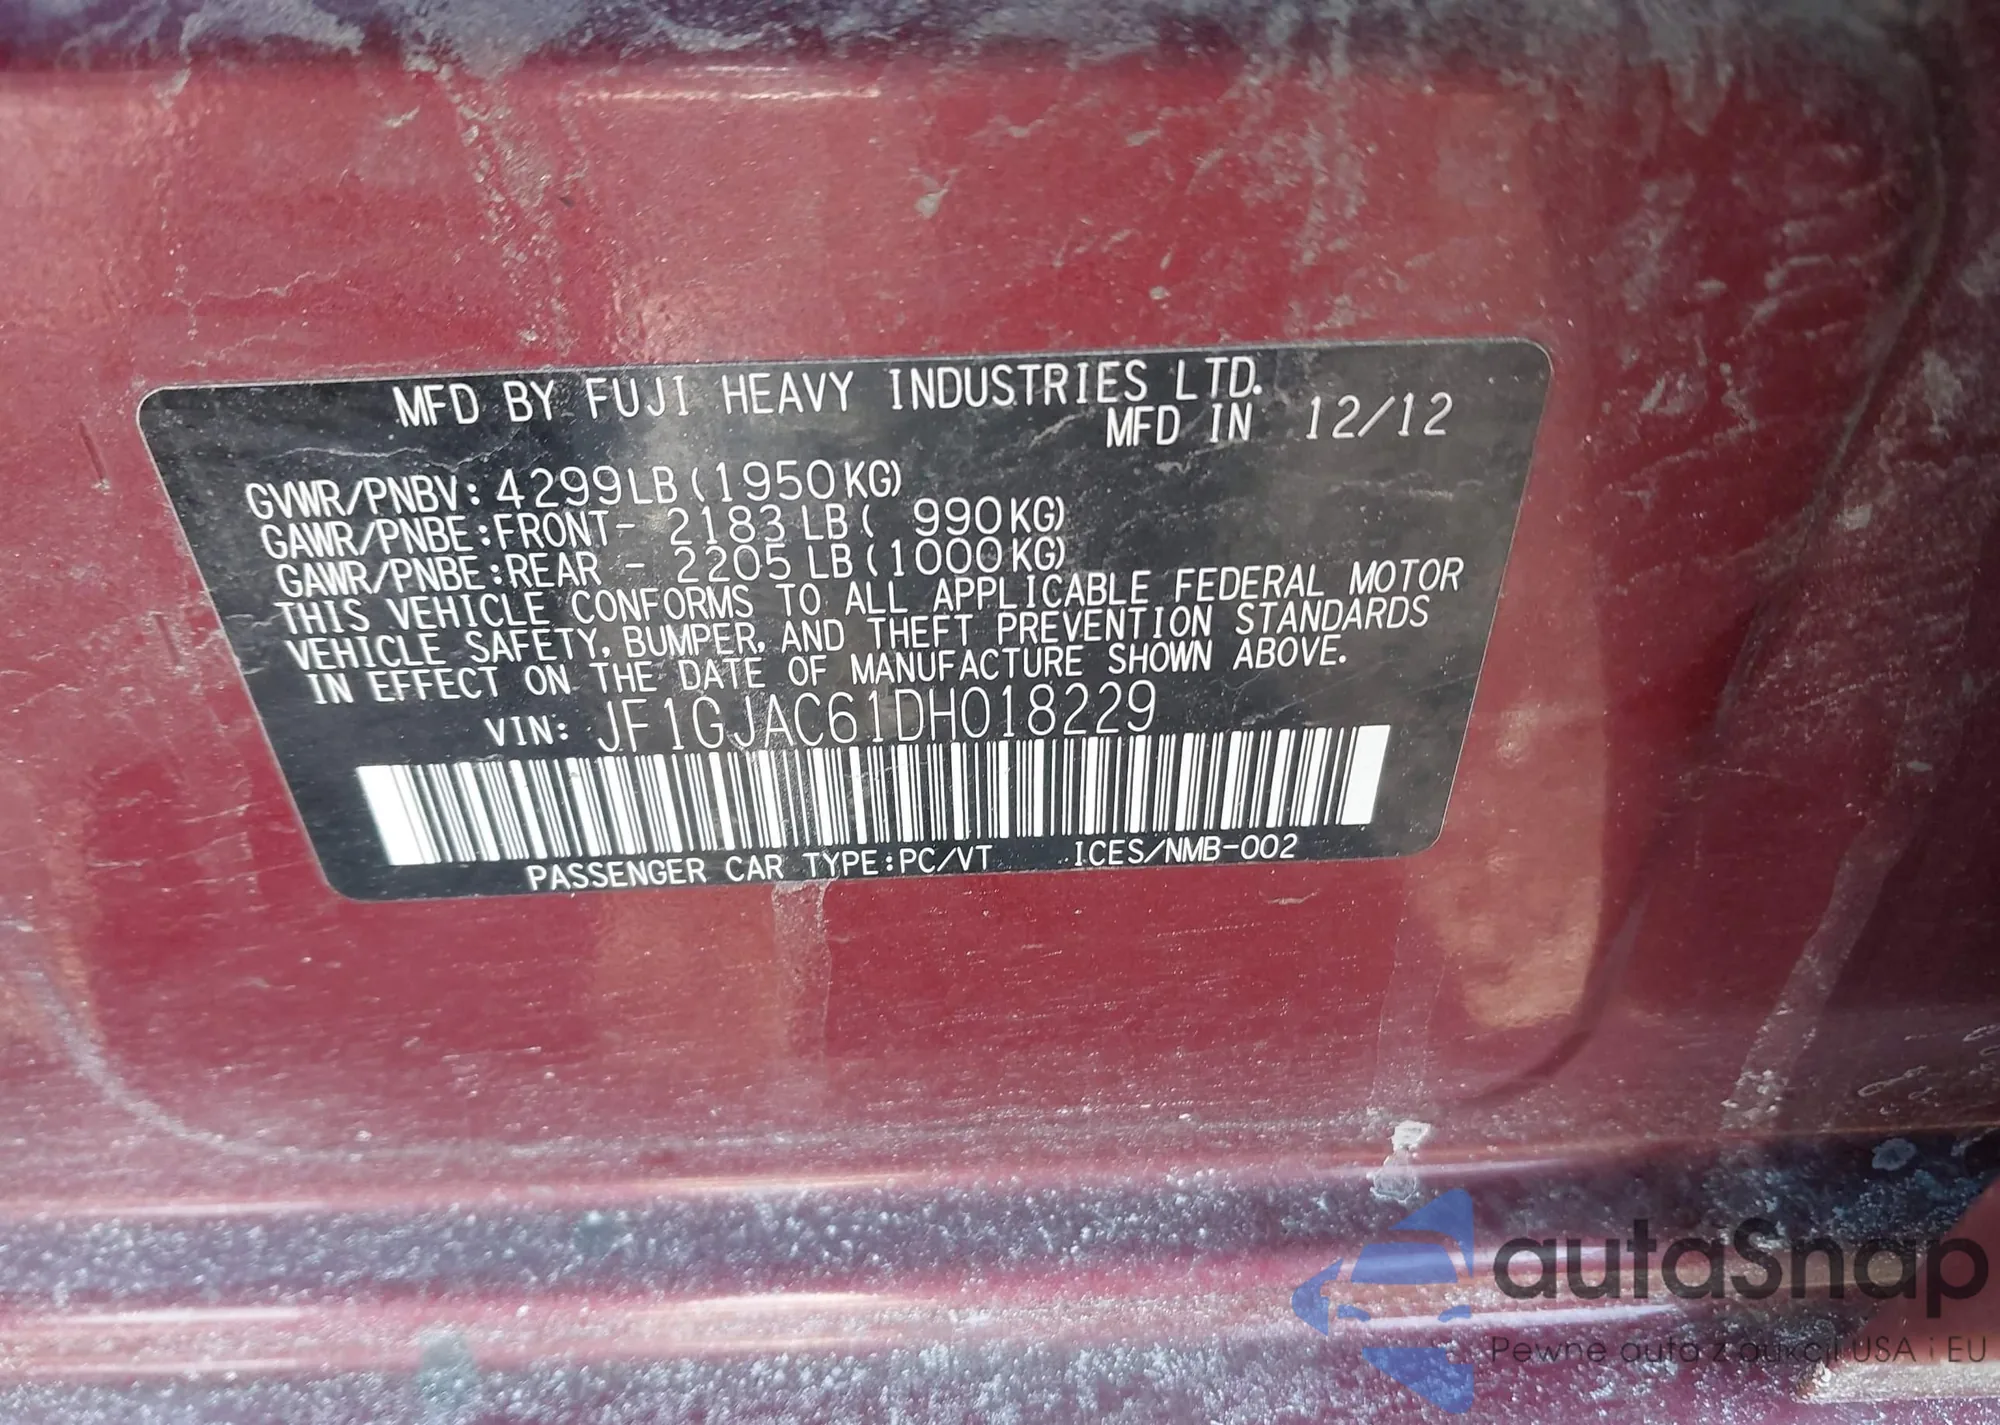 MFD BY FUJI HEAVY INDUSTRIES LTD.
MFD IN 12/12
GVWR/PNBV: 4299LB(1950KG)
GAWR/PNBE:FRONT- 2183LB( 990KG)
GAWR/PNBE:REAR - 2205LB(1000KG)
THIS VEHICLE CONFORMS TO ALL APPLICABLE FEDERAL MOTOR
VEHICLE SAFETY, BUMPER, AND THEFT PREVENTION STANDARDS
IN EFFECT ON THE DATE OF MANUFACTURE SHOWN ABOVE.
VIN: JF1GJAC61DH018229
PASSENGER CAR TYPE:PC/VT ICES/NMB-002
autaSnap
Pewne auta z aukcji USA i EU